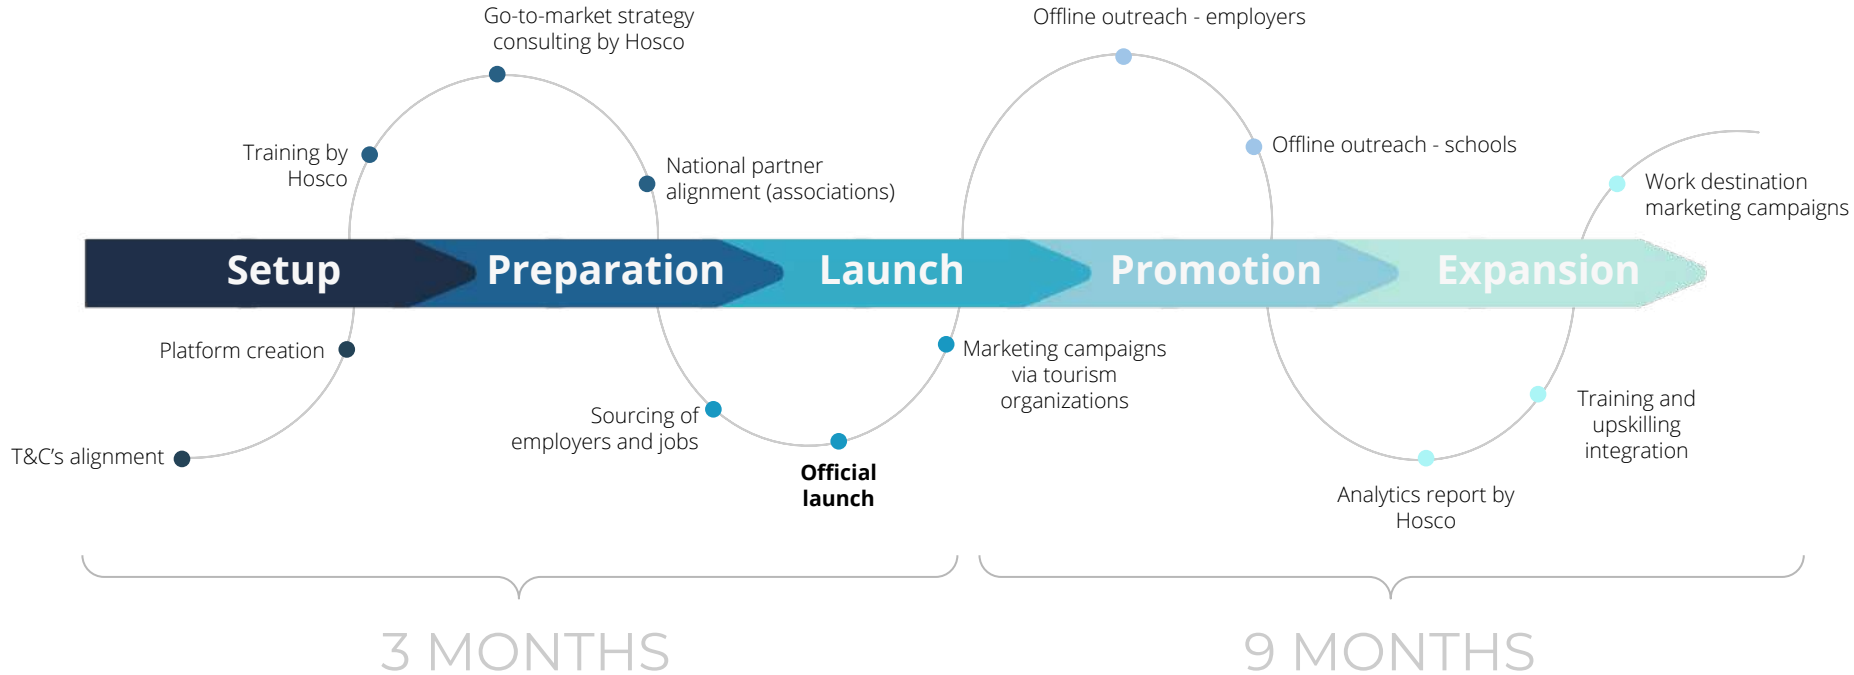 Go-to-market strategy
consulting by Hosco
Offline outreach - employers
Training by
Hosco
National partner
alignment (associations)
Offline outreach - schools
Work destination
marketing campaigns
Setup
Preparation
Launch
Promotion
Expansion
Platform creation
T&C's alignment
Sourcing of
employers and jobs
Official
launch
Marketing campaigns
via tourism
organizations
Training and
upskilling
integration
Analytics report by
Hosco
3 MONTHS
9 MONTHS